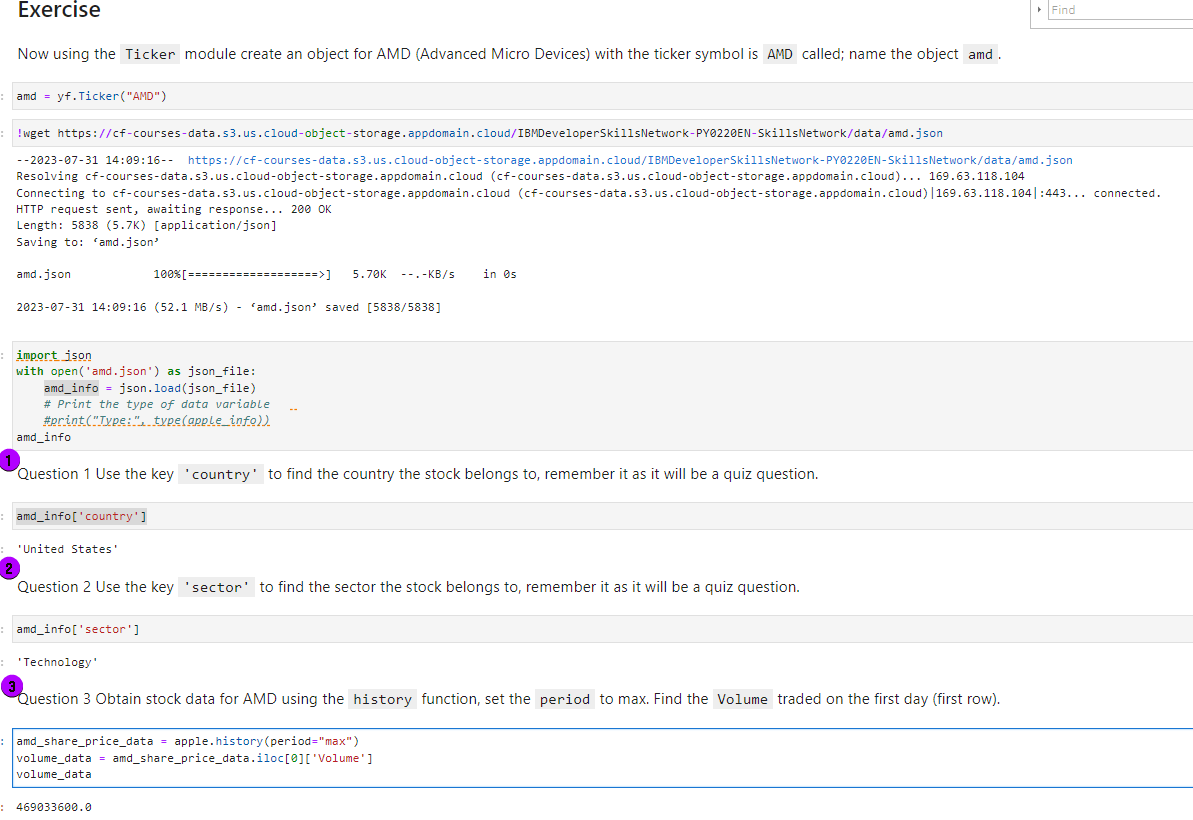 Exercise
Find
Now using the Ticker module create an object for AMD (Advanced Micro Devices) with the ticker symbol is AMD called; name the object amd .
: amd = yf.Ticker("AMD")
: !wget https://cf-courses-data.s3.us.cloud-object-storage.appdomain.cloud/IBMDeveloperSkillsNetwork-PY0220EN-SkillsNetwork/data/amd.json
--2023-07-31 14:09:16--  https://cf-courses-data.s3.us.cloud-object-storage.appdomain.cloud/IBMDeveloperSkillsNetwork-PY0220EN-SkillsNetwork/data/amd.json
Resolving cf-courses-data.s3.us.cloud-object-storage.appdomain.cloud (cf-courses-data.s3.us.cloud-object-storage.appdomain.cloud)... 169.63.118.104
Connecting to cf-courses-data.s3.us.cloud-object-storage.appdomain.cloud (cf-courses-data.s3.us.cloud-object-storage.appdomain.cloud)|169.63.118.104|:443... connected.
HTTP request sent, awaiting response... 200 OK
Length: 5838 (5.7K) [application/json]
Saving to: ‘amd.json’
amd.json            100%[===================>]   5.70K  --.-KB/s    in 0s
2023-07-31 14:09:16 (52.1 MB/s) - ‘amd.json’ saved [5838/5838]
: import json
with open('amd.json') as json_file:
    amd_info = json.load(json_file)
    # Print the type of data variable
    #print("Type:", type(apple_info))
amd_info
1
Question 1 Use the key 'country' to find the country the stock belongs to, remember it as it will be a quiz question.
: amd_info['country']
: 'United States'
2
Question 2 Use the key 'sector' to find the sector the stock belongs to, remember it as it will be a quiz question.
: amd_info['sector']
: 'Technology'
3
Question 3 Obtain stock data for AMD using the history function, set the period to max. Find the Volume traded on the first day (first row).
: amd_share_price_data = apple.history(period="max")
volume_data = amd_share_price_data.iloc[0]['Volume']
volume_data
: 469033600.0